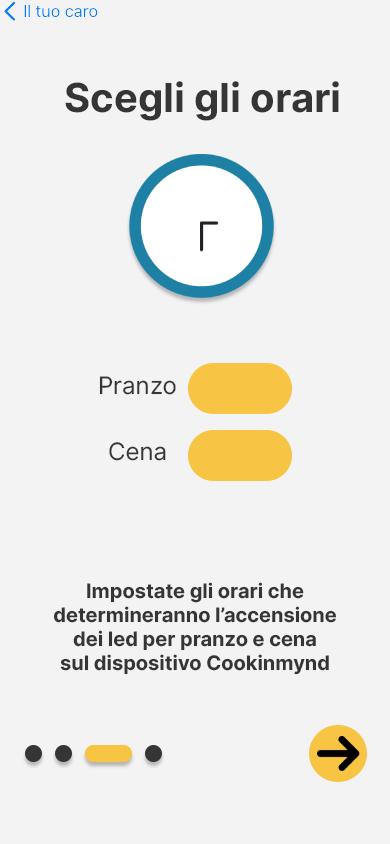 Il tuo caro
Scegli gli orari
Pranzo
Cena
Impostate gli orari che
determineranno l’accensione
dei led per pranzo e cena
sul dispositivo Cookinmynd